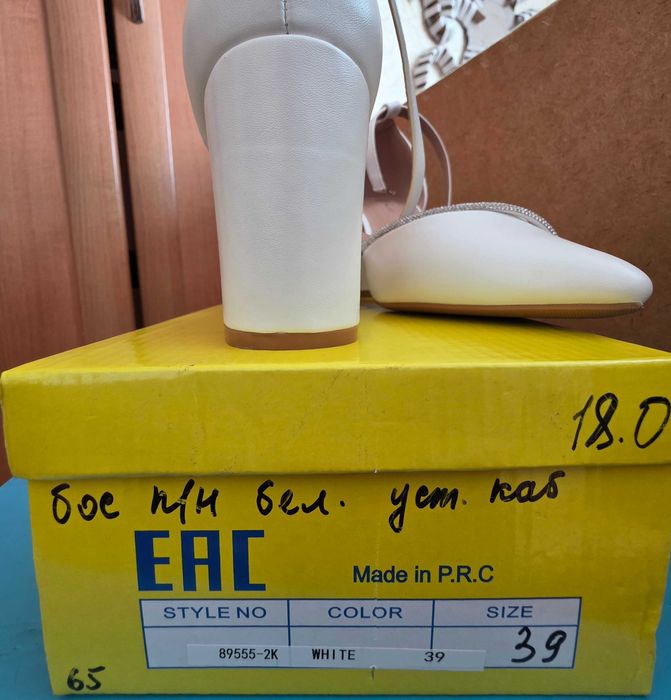 18.0
бос п/н бел. уст. каб
EAC
Made in P.R.C
STYLE NO COLOR SIZE
89555-2K WHITE 39 39
65